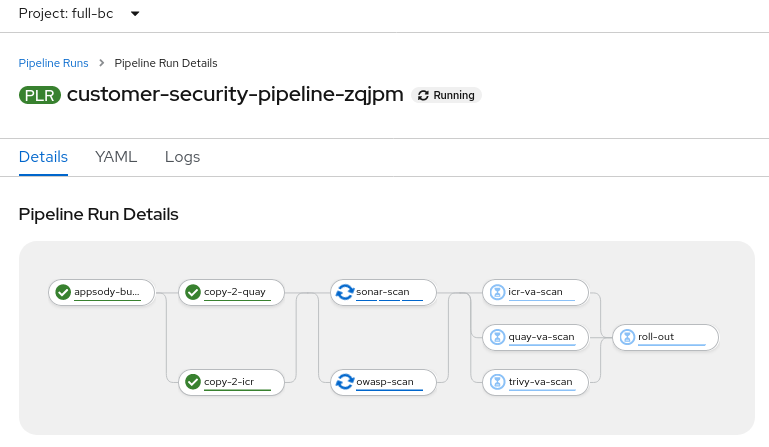 Project: full-bc
Pipeline Runs > Pipeline Run Details
PLR customer-security-pipeline-zqjpm Running
Details YAML Logs
Pipeline Run Details
appsody-bu... copy-2-quay sonar-scan icr-va-scan
quay-va-scan roll-out
copy-2-icr owasp-scan trivy-va-scan